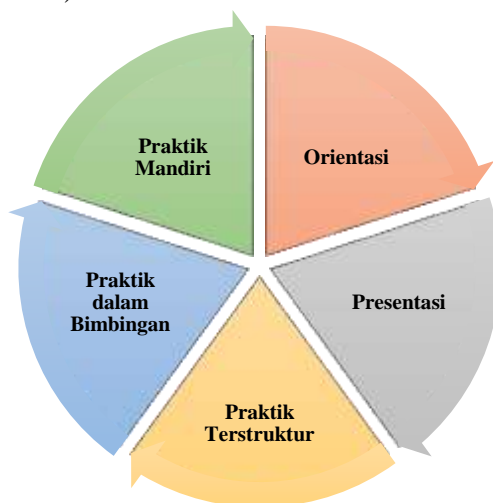 Orientasi
Presentasi
Praktik
Terstruktur
Praktik
dalam
Bimbingan
Praktik
Mandiri